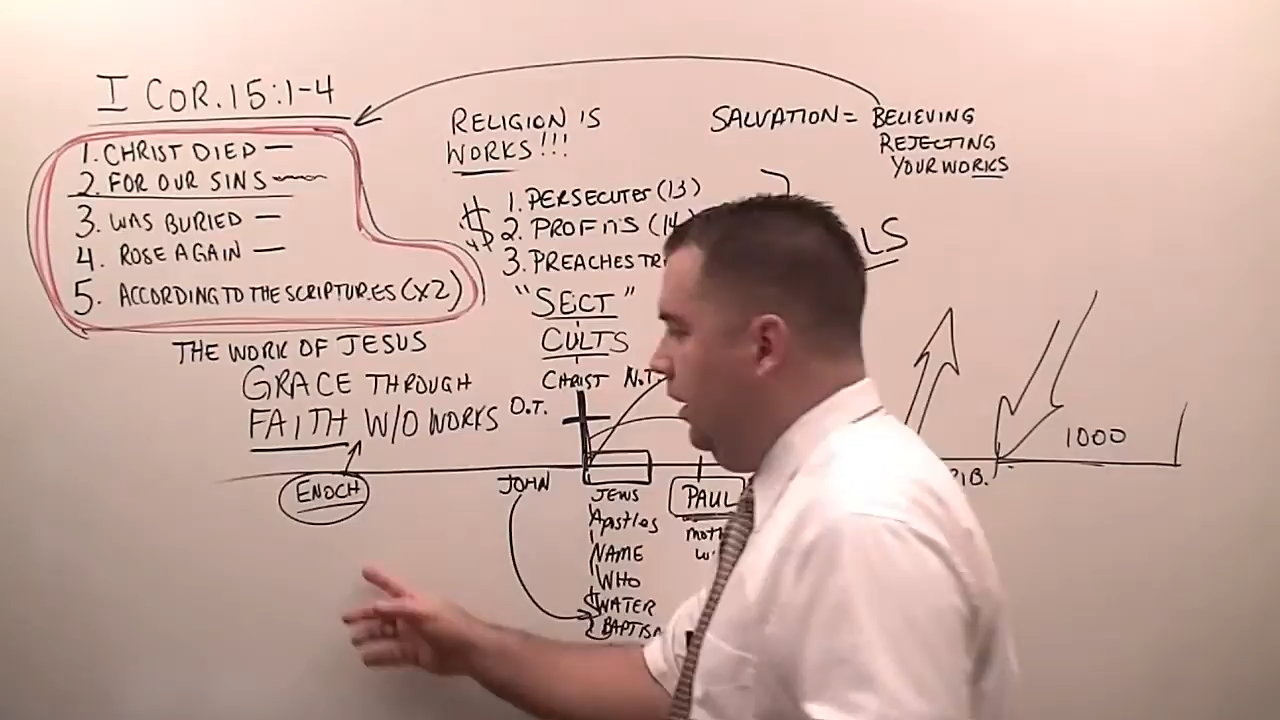 I COR. 15:1-4
1. CHRIST DIED —
2. FOR OUR SINS
3. WAS BURIED —
4. ROSE AGAIN —
5. ACCORDING TO THE SCRIPTURES (X2)
THE WORK OF JESUS
GRACE THROUGH
FAITH W/O WORKS
RELIGION IS
WORKS!!!
$ 1. PERSECUTES (13)
2. PROFITS (14
3. PREACHES
"SECT"
CULTS
CHRIST N.T.
O.T.
SALVATION = BELIEVING
REJECTING
YOUR WORKS
LS
1000
ENOCH
JOHN
JEWS
Apostles
NAME
WHO
WATER
BAPTISM
PAUL
IB.